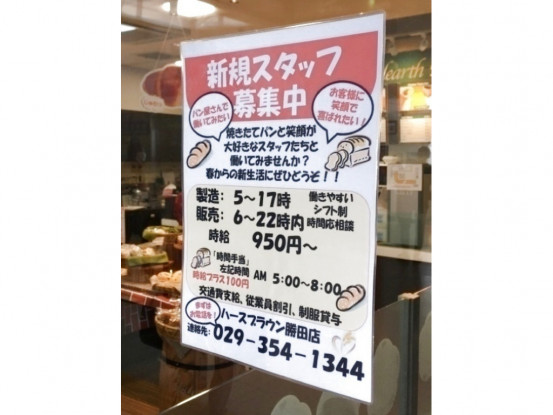 新規スタッフ
募集中
パン屋さんで
働いてみたい
お客様に
笑顔で
喜ばれたい！
焼きたてパンと笑顔が
大好きなスタッフたちと
働いてみませんか？
春からの新生活にぜひどうぞ！！
製造：5～17時
販売：6～22時内
働きやすい
シフト制
時間応相談
時給 950円～
「時間手当」
左記時間 AM 5:00～8:00
時給プラス100円
交通費支給、従業員割引、制服貸与
まずは
お電話を！
ハースブラウン勝田店
連絡先：029-354-1344
earth